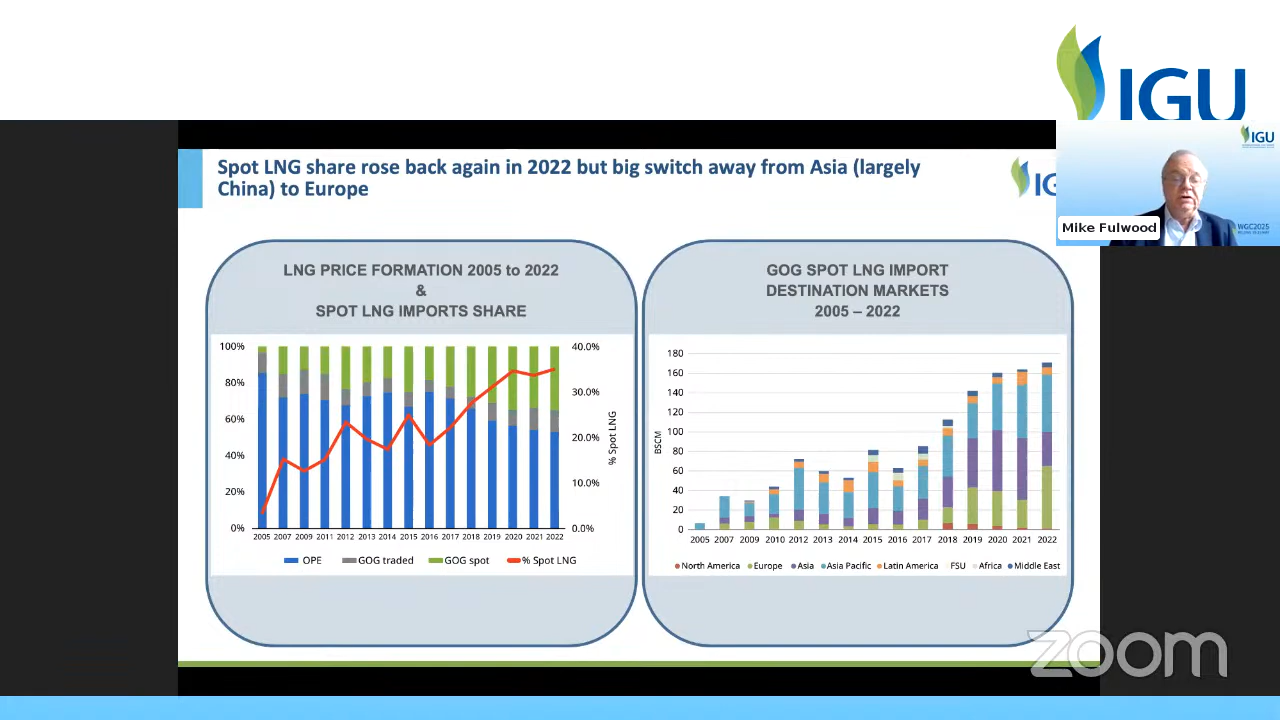 IGU
IGU
Mike Fulwood
WGC2025
Spot LNG share rose back again in 2022 but big switch away from Asia (largely
China) to Europe
LNG PRICE FORMATION 2005 to 2022
&
SPOT LNG IMPORTS SHARE
100%
80%
60%
40%
20%
0%
40.0%
30.0%
20.0%
10.0%
0.0%
% Spot LNG
2005 2007 2009 2011 2012 2013 2014 2015 2016 2017 2018 2019 2020 2021 2022
OPE GOG traded GOG spot % Spot LNG
GOG SPOT LNG IMPORT
DESTINATION MARKETS
2005 – 2022
180
160
140
120
100
80
60
40
20
0
BSCM
2005 2007 2009 2010 2012 2013 2014 2015 2016 2017 2018 2019 2020 2021 2022
North America Europe Asia Asia Pacific Latin America FSU Africa Middle East
zoom